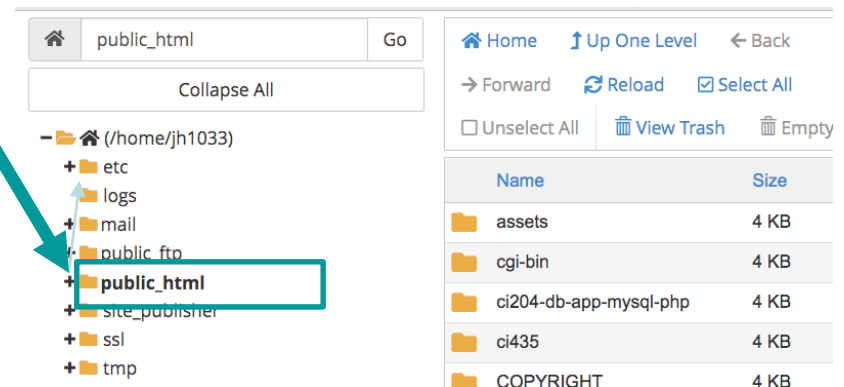 public_html Go
Collapse All
(/home/jh1033)
etc
logs
mail
public_ftp
public_html
site_publisher
ssl
tmp
Home Up One Level Back
Forward Reload Select All
Unselect All View Trash Empty
Name Size
assets 4 KB
cgi-bin 4 KB
ci204-db-app-mysql-php 4 KB
ci435 4 KB
COPYRIGHT 4 KB